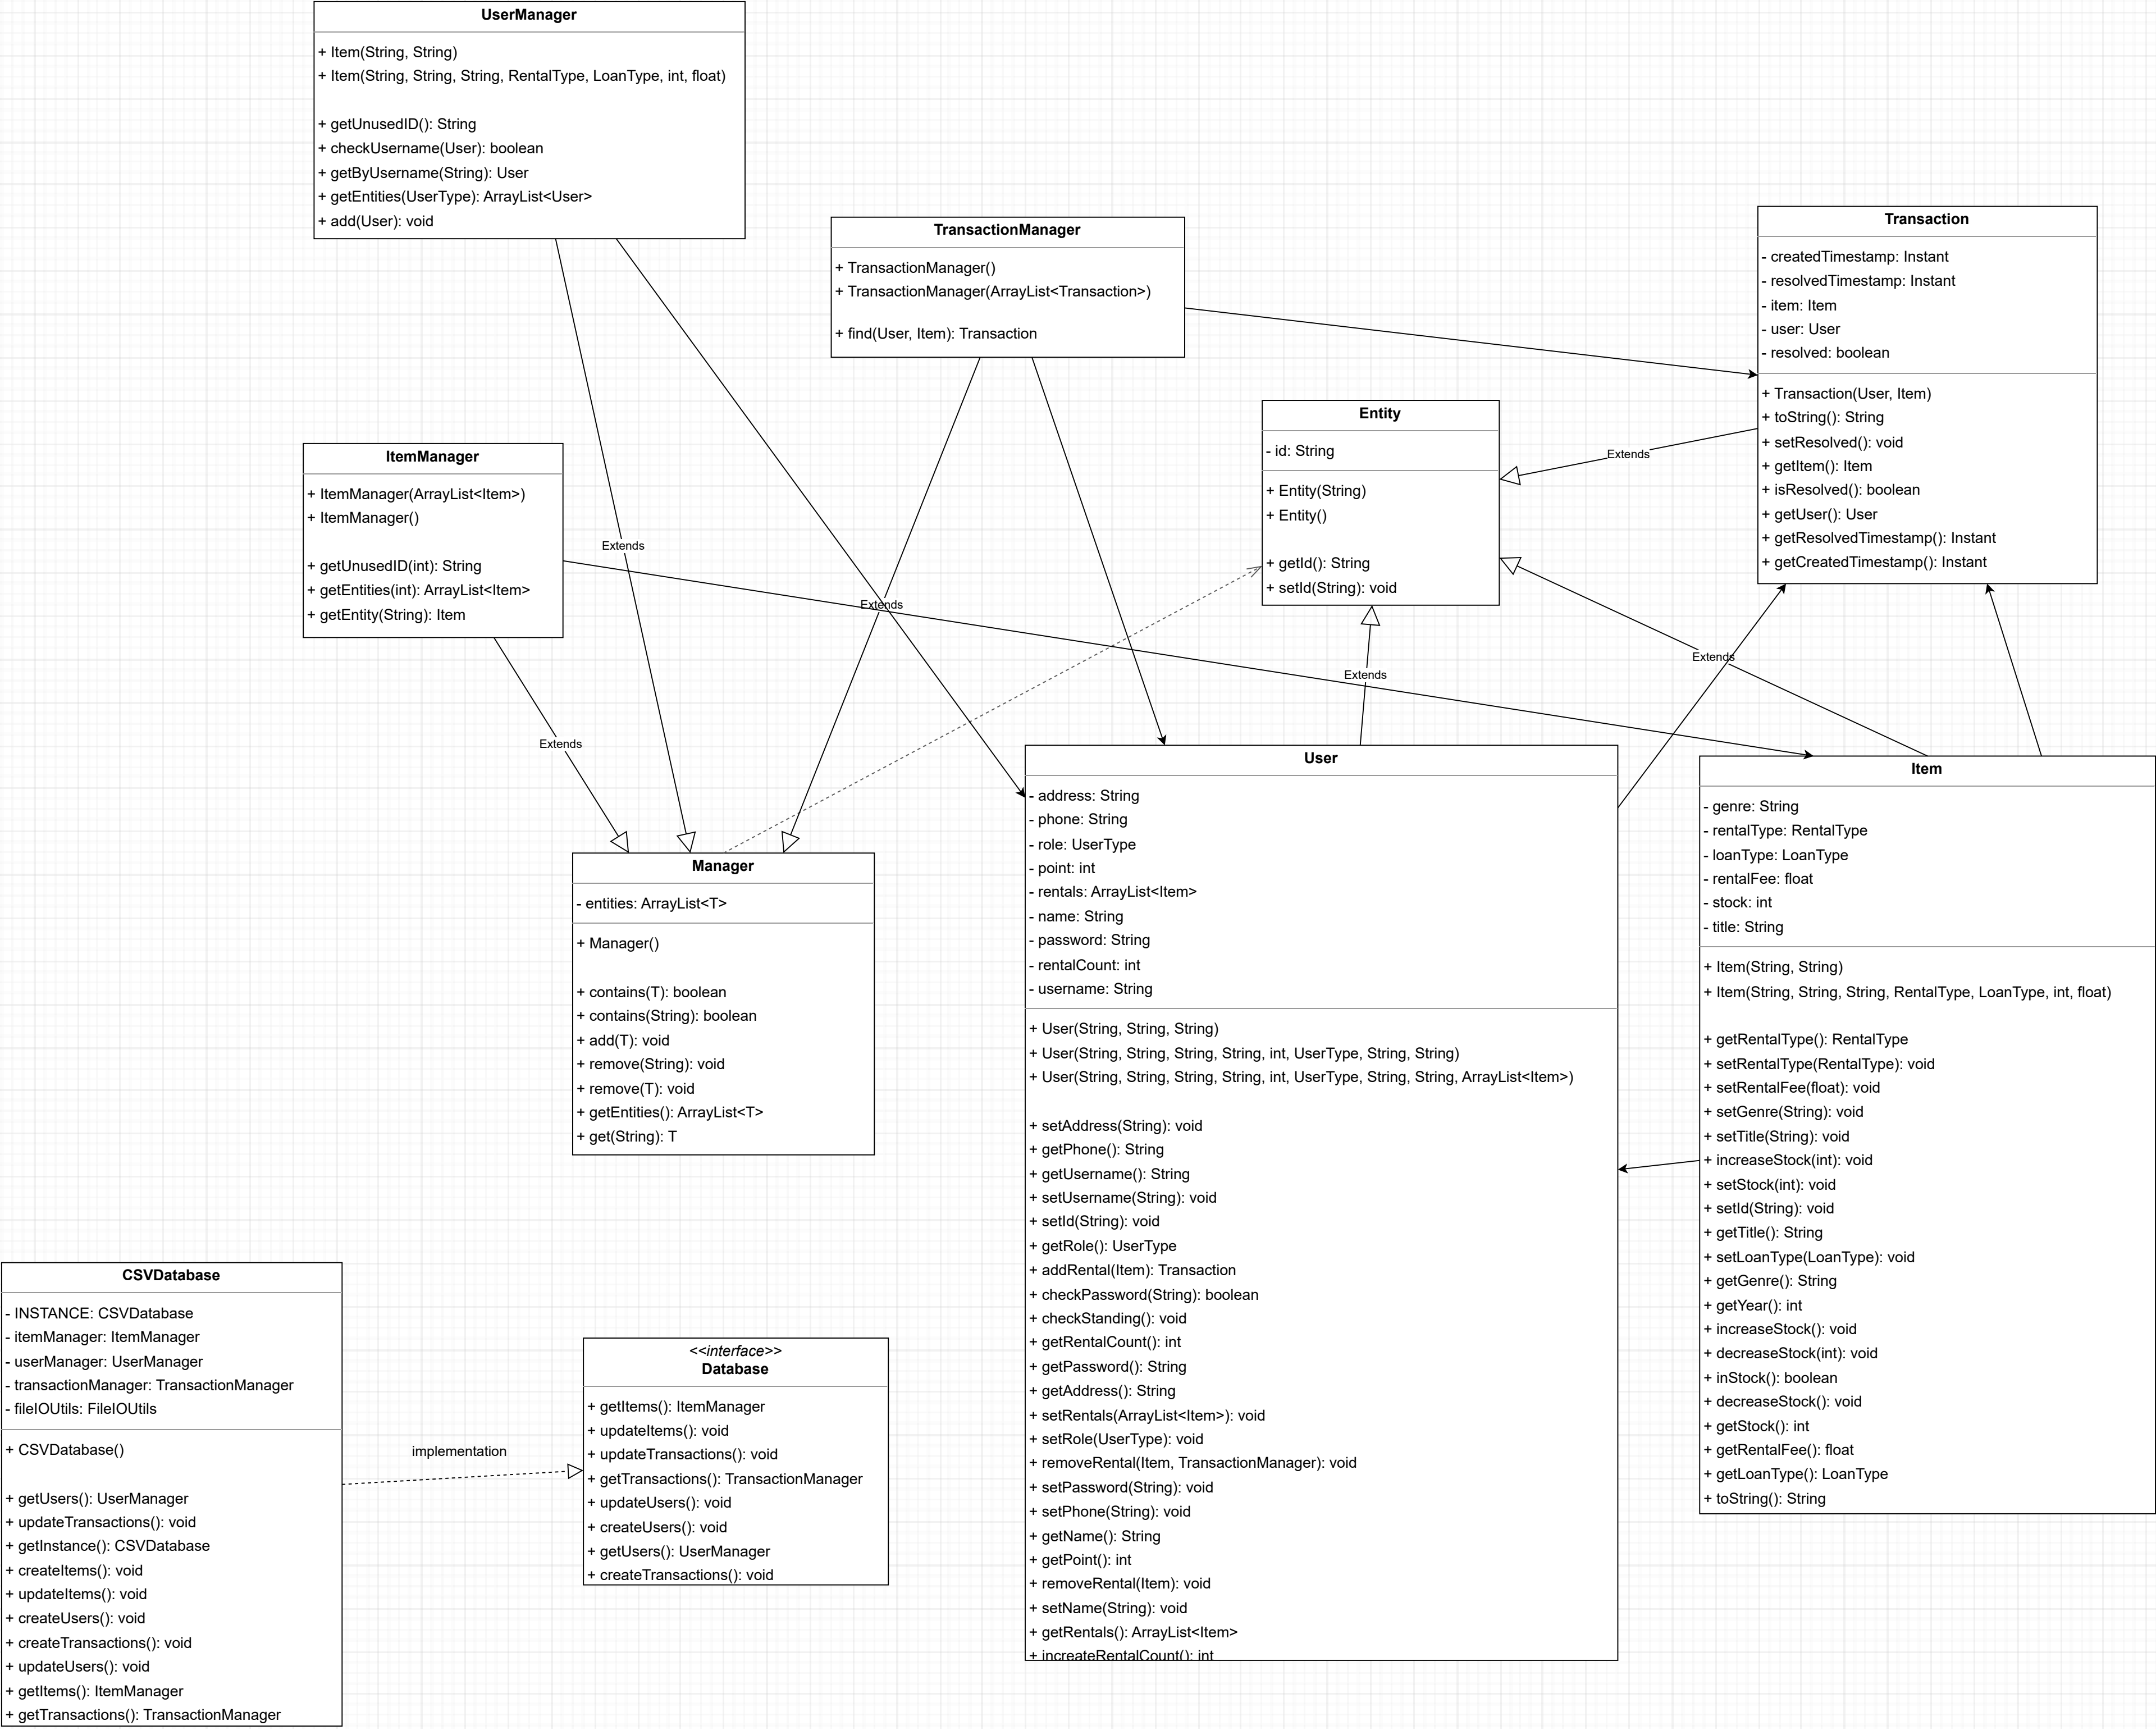 UserManager
+ Item(String, String)
+ Item(String, String, String, RentalType, LoanType, int, float)
+ getUnusedID(): String
+ checkUsername(User): boolean
+ getByUsername(String): User
+ getEntities(UserType): ArrayList<User>
+ add(User): void
TransactionManager
+ TransactionManager()
+ TransactionManager(ArrayList<Transaction>)
+ find(User, Item): Transaction
Transaction
- createdTimestamp: Instant
- resolvedTimestamp: Instant
- item: Item
- user: User
- resolved: boolean
+ Transaction(User, Item)
+ toString(): String
+ setResolved(): void
+ getItem(): Item
+ isResolved(): boolean
+ getUser(): User
+ getResolvedTimestamp(): Instant
+ getCreatedTimestamp(): Instant
Entity
- id: String
+ Entity(String)
+ Entity()
+ getId(): String
+ setId(String): void
ItemManager
+ ItemManager(ArrayList<Item>)
+ ItemManager()
+ getUnusedID(int): String
+ getEntities(int): ArrayList<Item>
+ getEntity(String): Item
Extends
Extends
Extends
Extends
Extends
Extends
Manager
- entities: ArrayList<T>
+ Manager()
+ contains(T): boolean
+ contains(String): boolean
+ add(T): void
+ remove(String): void
+ remove(T): void
+ getEntities(): ArrayList<T>
+ get(String): T
User
- address: String
- phone: String
- role: UserType
- point: int
- rentals: ArrayList<Item>
- name: String
- password: String
- rentalCount: int
- username: String
+ User(String, String, String)
+ User(String, String, String, String, int, UserType, String, String)
+ User(String, String, String, String, int, UserType, String, String, ArrayList<Item>)
+ setAddress(String): void
+ getPhone(): String
+ getUsername(): String
+ setUsername(String): void
+ setId(String): void
+ getRole(): UserType
+ addRental(Item): Transaction
+ checkPassword(String): boolean
+ checkStanding(): void
+ getRentalCount(): int
+ getPassword(): String
+ getAddress(): String
+ setRentals(ArrayList<Item>): void
+ setRole(UserType): void
+ removeRental(Item, TransactionManager): void
+ setPassword(String): void
+ setPhone(String): void
+ getName(): String
+ getPoint(): int
+ removeRental(Item): void
+ setName(String): void
+ getRentals(): ArrayList<Item>
+ increateRentalCount(): int
Item
- genre: String
- rentalType: RentalType
- loanType: LoanType
- rentalFee: float
- stock: int
- title: String
+ Item(String, String)
+ Item(String, String, String, RentalType, LoanType, int, float)
+ getRentalType(): RentalType
+ setRentalType(RentalType): void
+ setRentalFee(float): void
+ setGenre(String): void
+ setTitle(String): void
+ increaseStock(int): void
+ setStock(int): void
+ setId(String): void
+ getTitle(): String
+ setLoanType(LoanType): void
+ getGenre(): String
+ getYear(): int
+ increaseStock(): void
+ decreaseStock(int): void
+ inStock(): boolean
+ decreaseStock(): void
+ getStock(): int
+ getRentalFee(): float
+ getLoanType(): LoanType
+ toString(): String
CSVDatabase
- INSTANCE: CSVDatabase
- itemManager: ItemManager
- userManager: UserManager
- transactionManager: TransactionManager
- fileIOUtils: FileIOUtils
+ CSVDatabase()
+ getUsers(): UserManager
+ updateTransactions(): void
+ getInstance(): CSVDatabase
+ createItems(): void
+ updateItems(): void
+ createUsers(): void
+ createTransactions(): void
+ updateUsers(): void
+ getItems(): ItemManager
+ getTransactions(): TransactionManager
implementation
<<interface>>
Database
+ getItems(): ItemManager
+ updateItems(): void
+ updateTransactions(): void
+ getTransactions(): TransactionManager
+ updateUsers(): void
+ createUsers(): void
+ getUsers(): UserManager
+ createTransactions(): void